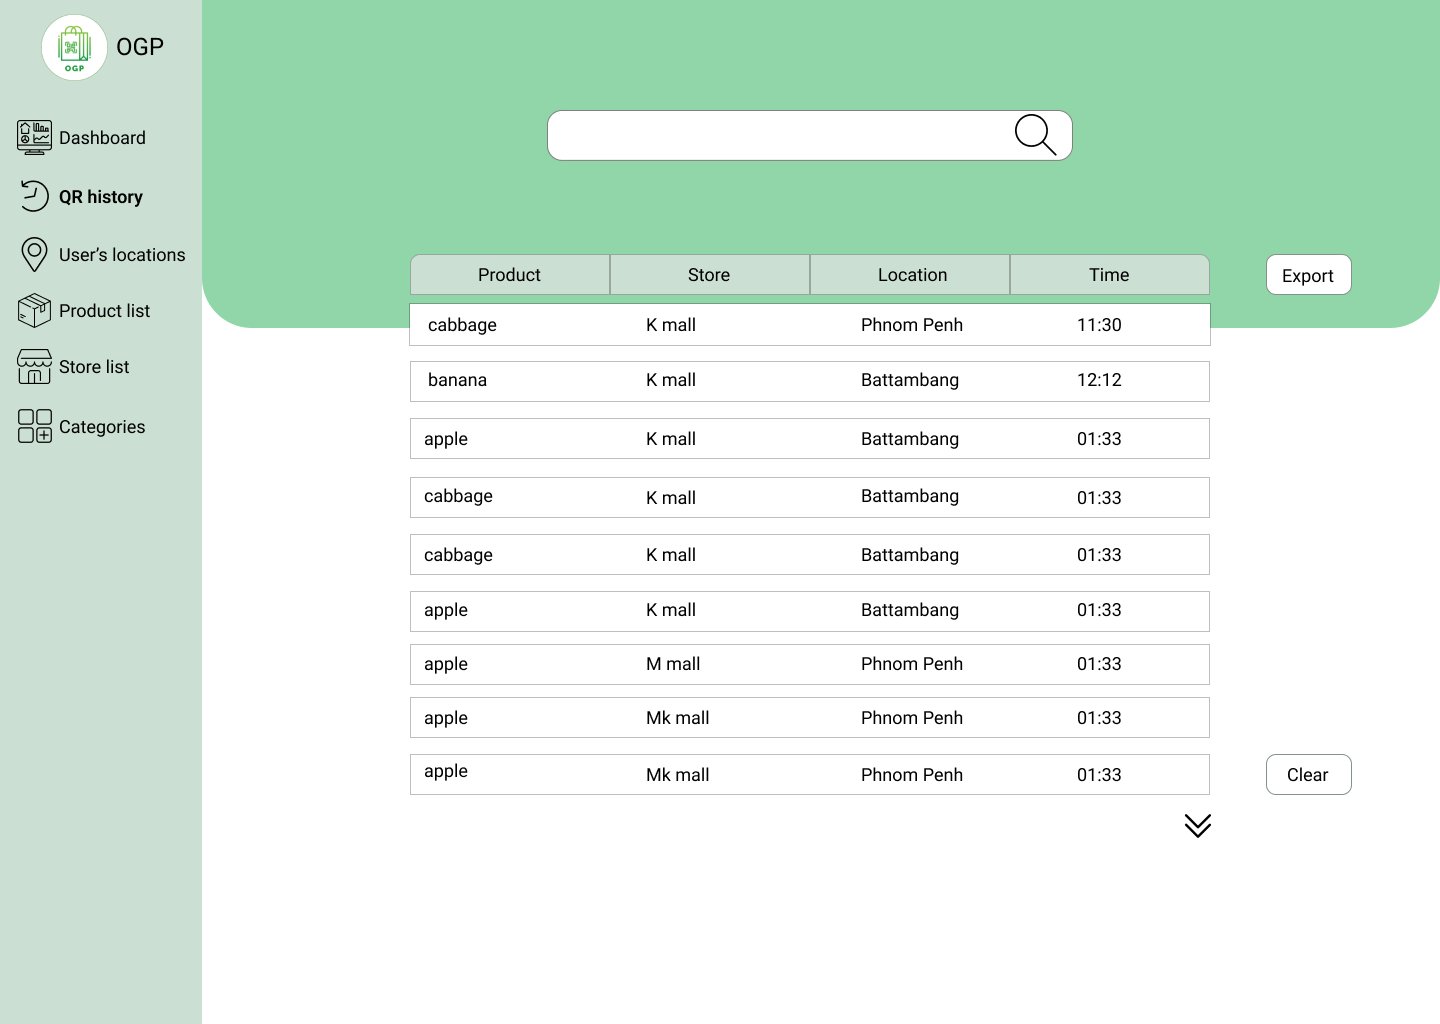 OGP
OGP
Dashboard
QR history
User's locations
Product list
Store list
Categories
Product Store Location Time
Export
cabbage K mall Phnom Penh 11:30
banana K mall Battambang 12:12
apple K mall Battambang 01:33
cabbage K mall Battambang 01:33
cabbage K mall Battambang 01:33
apple K mall Battambang 01:33
apple M mall Phnom Penh 01:33
apple Mk mall Phnom Penh 01:33
apple Mk mall Phnom Penh 01:33
Clear